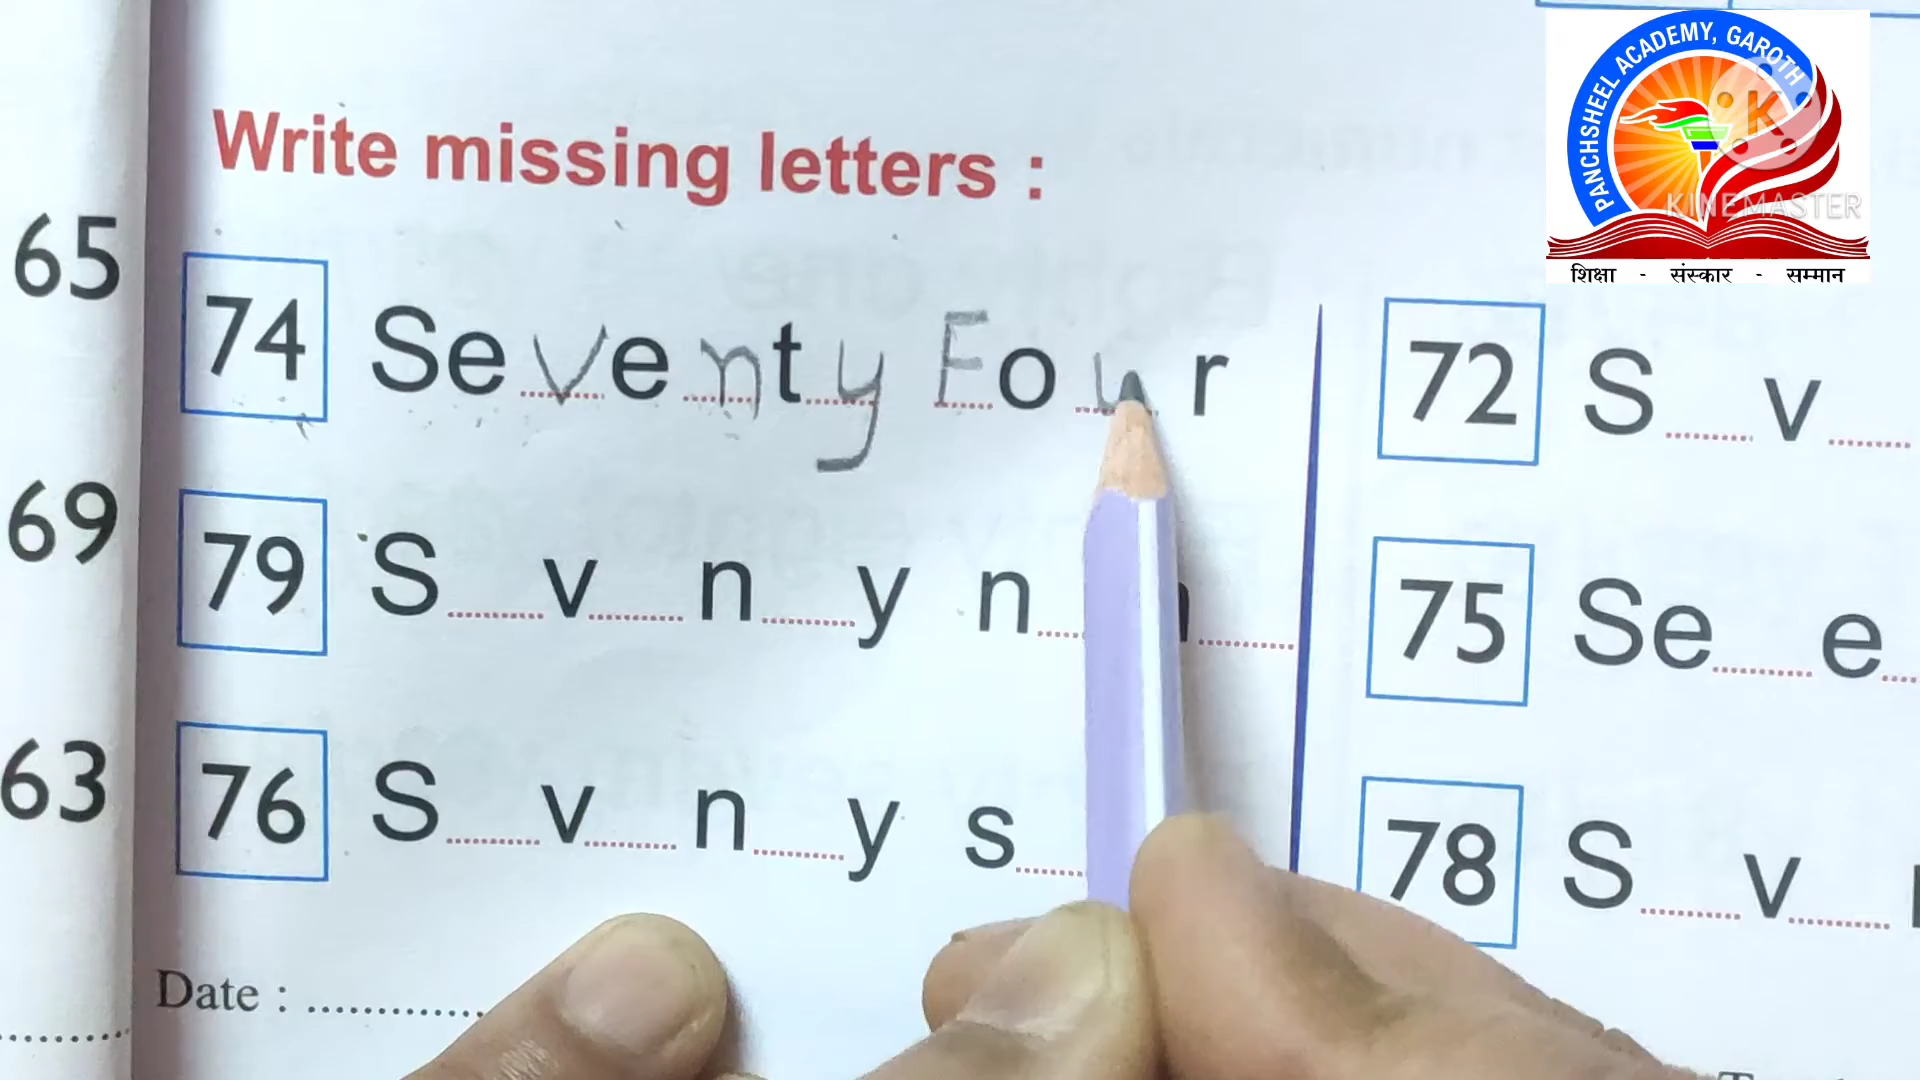 PANCHSHEEL ACADEMY, GAROTH
K
KINEMASTER
शिक्षा - संस्कार - सम्मान
Write missing letters :
65
74 Seventy Four
72 S ...... v ......
69
79 S ...... v ...... n ...... y n ......
75 Se ...... e ......
63
76 S ...... v ...... n ...... y s ......
78 S ...... v ......
Date : ............